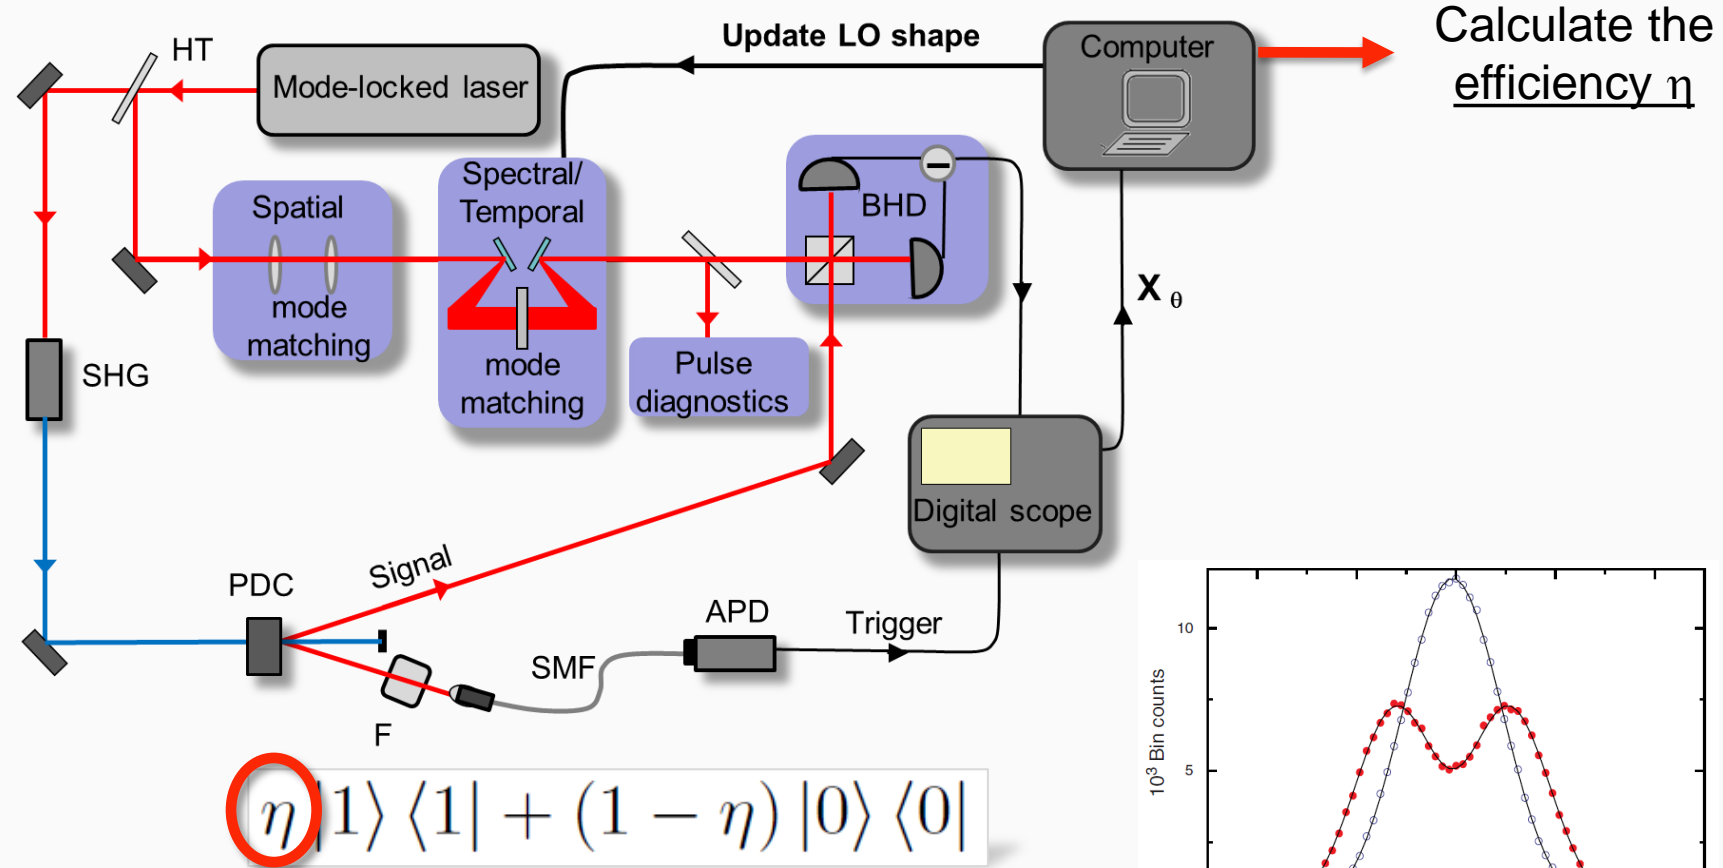 HT
Mode-locked laser
Update LO shape
Computer
Calculate the
efficiency η
Spatial
mode
matching
Spectral/
Temporal
mode
matching
BHD
−
Pulse
diagnostics
X θ
SHG
Digital scope
Signal
PDC
F
SMF
APD
Trigger
η|1⟩⟨1| + (1 − η)|0⟩⟨0|
10³ Bin counts
10
5